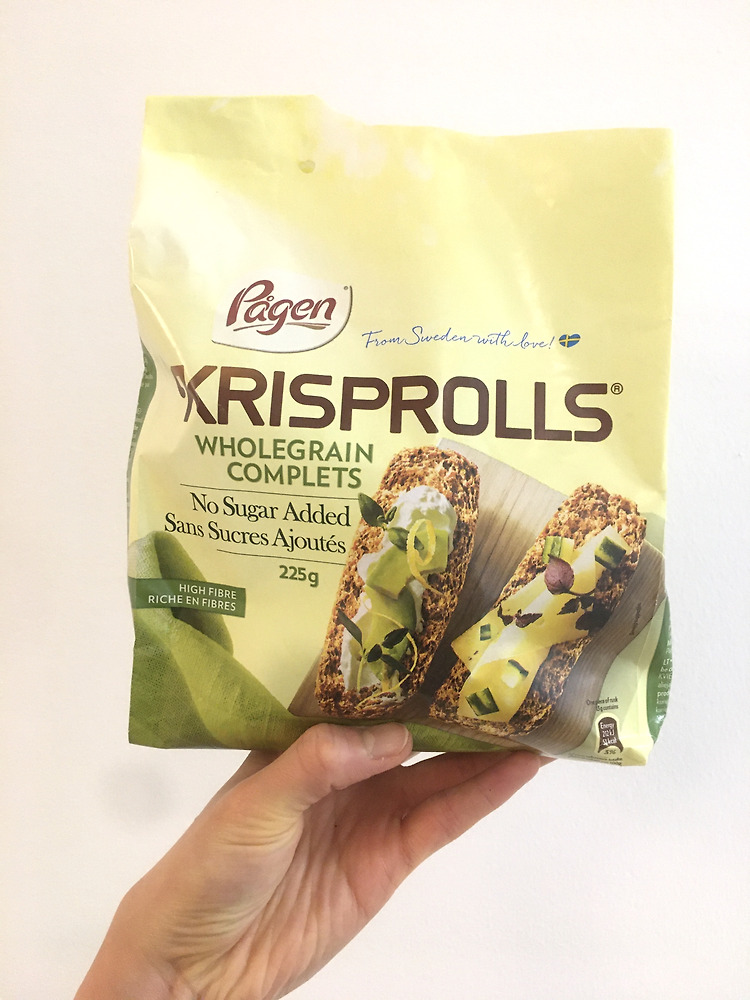 Pågen
From Sweden with love!
KRISPROLLS®
WHOLEGRAIN
COMPLETS
No Sugar Added
Sans Sucres Ajoutés
225g
HIGH FIBRE
RICHE EN FIBRES
Energy